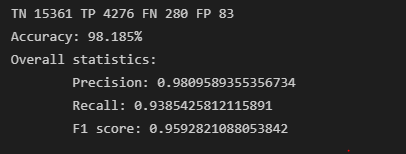 TN 15361 TP 4276 FN 280 FP 83
Accuracy: 98.185%
Overall statistics:
Precision: 0.9809589355356734
Recall: 0.9385425812115891
F1 score: 0.9592821088053842